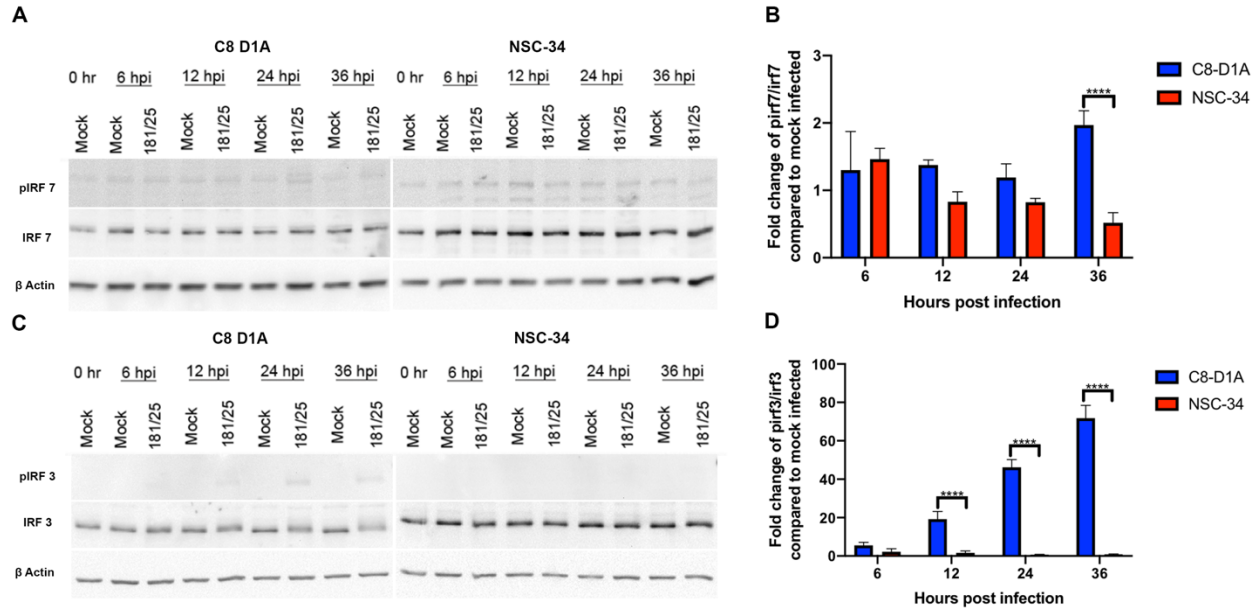 A
C8 D1A NSC-34
0 hr 6 hpi 12 hpi 24 hpi 36 hpi 0 hr 6 hpi 12 hpi 24 hpi 36 hpi
Mock Mock 181/25 Mock 181/25 Mock 181/25 Mock 181/25 Mock Mock 181/25 Mock 181/25 Mock 181/25 Mock 181/25
pIRF 7
IRF 7
β Actin
B
Fold change of pirf7/irf7
compared to mock infected
3
2
1
0
****
6 12 24 36
Hours post infection
C8-D1A
NSC-34
C
C8 D1A NSC-34
0 hr 6 hpi 12 hpi 24 hpi 36 hpi 0 hr 6 hpi 12 hpi 24 hpi 36 hpi
Mock Mock 181/25 Mock 181/25 Mock 181/25 Mock 181/25 Mock Mock 181/25 Mock 181/25 Mock 181/25 Mock 181/25
pIRF 3
IRF 3
β Actin
D
Fold change of pirf3/irf3
compared to mock infected
100
80
60
40
20
0
****
****
****
6 12 24 36
Hours post infection
C8-D1A
NSC-34